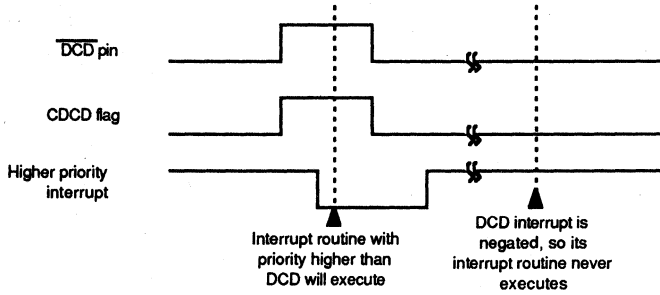 DCD pin
CDCD flag
Higher priority
interrupt
Interrupt routine with
priority higher than
DCD will execute
DCD interrupt is
negated, so its
interrupt routine never
executes